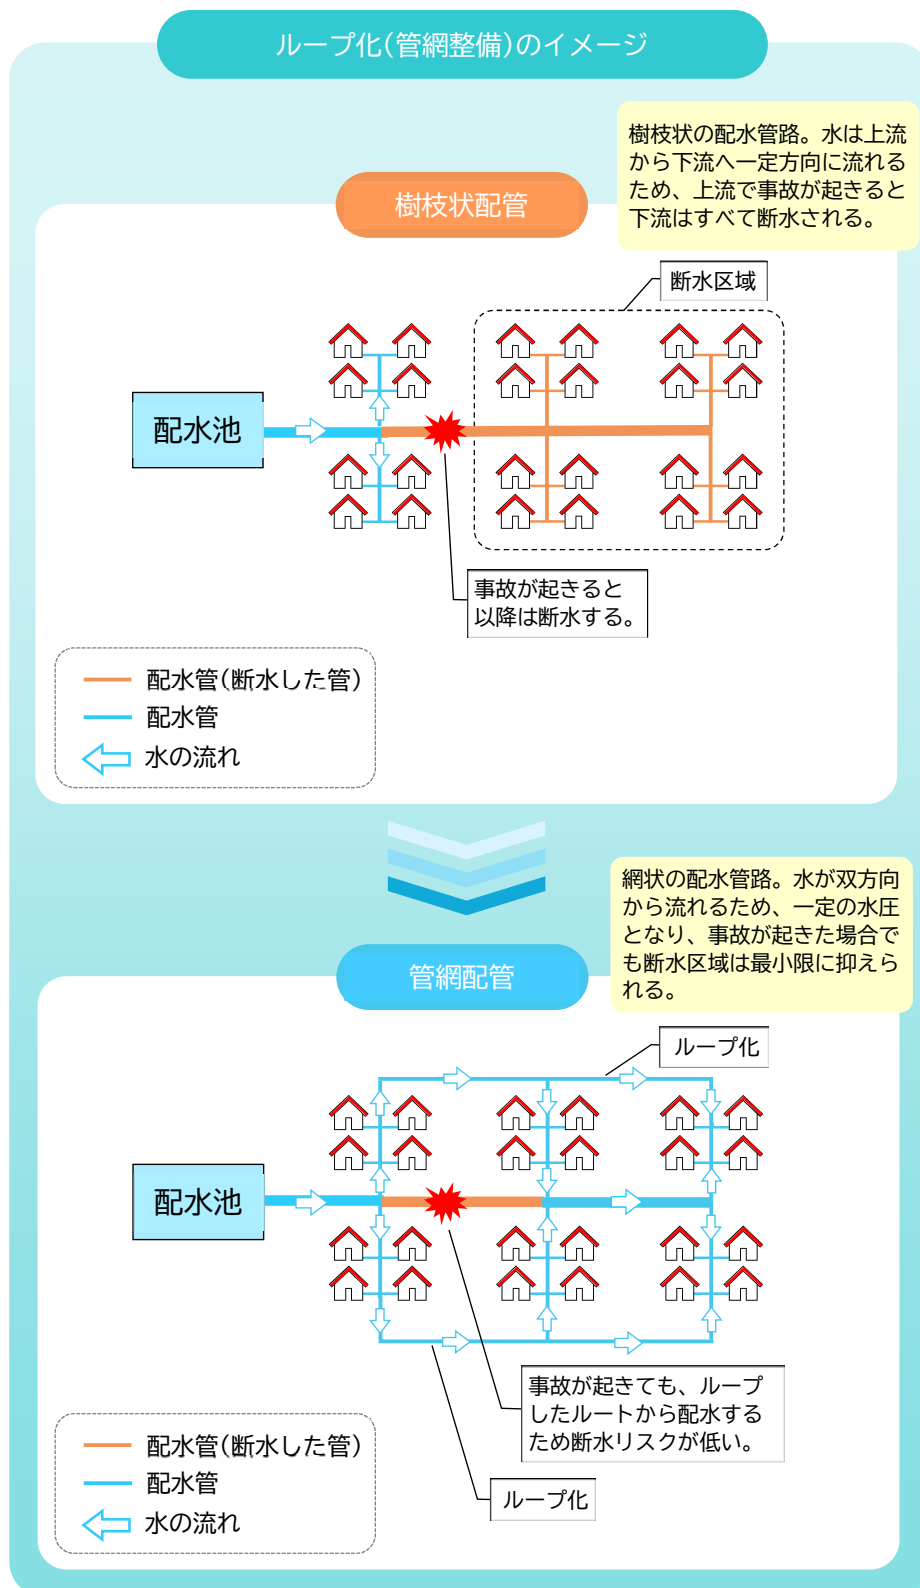 ループ化(管網整備)のイメージ
樹枝状の配水管路。水は上流
から下流へ一定方向に流れる
ため、上流で事故が起きると
下流はすべて断水される。
樹枝状配管
断水区域
配水池
事故が起きると
以降は断水する。
配水管(断水した管)
配水管
水の流れ
網状の配水管路。水が双方向
から流れるため、一定の水圧
となり、事故が起きた場合で
も断水区域は最小限に抑えら
れる。
管網配管
ループ化
配水池
事故が起きても、ループ
したルートから配水する
ため断水リスクが低い。
ループ化
配水管(断水した管)
配水管
水の流れ